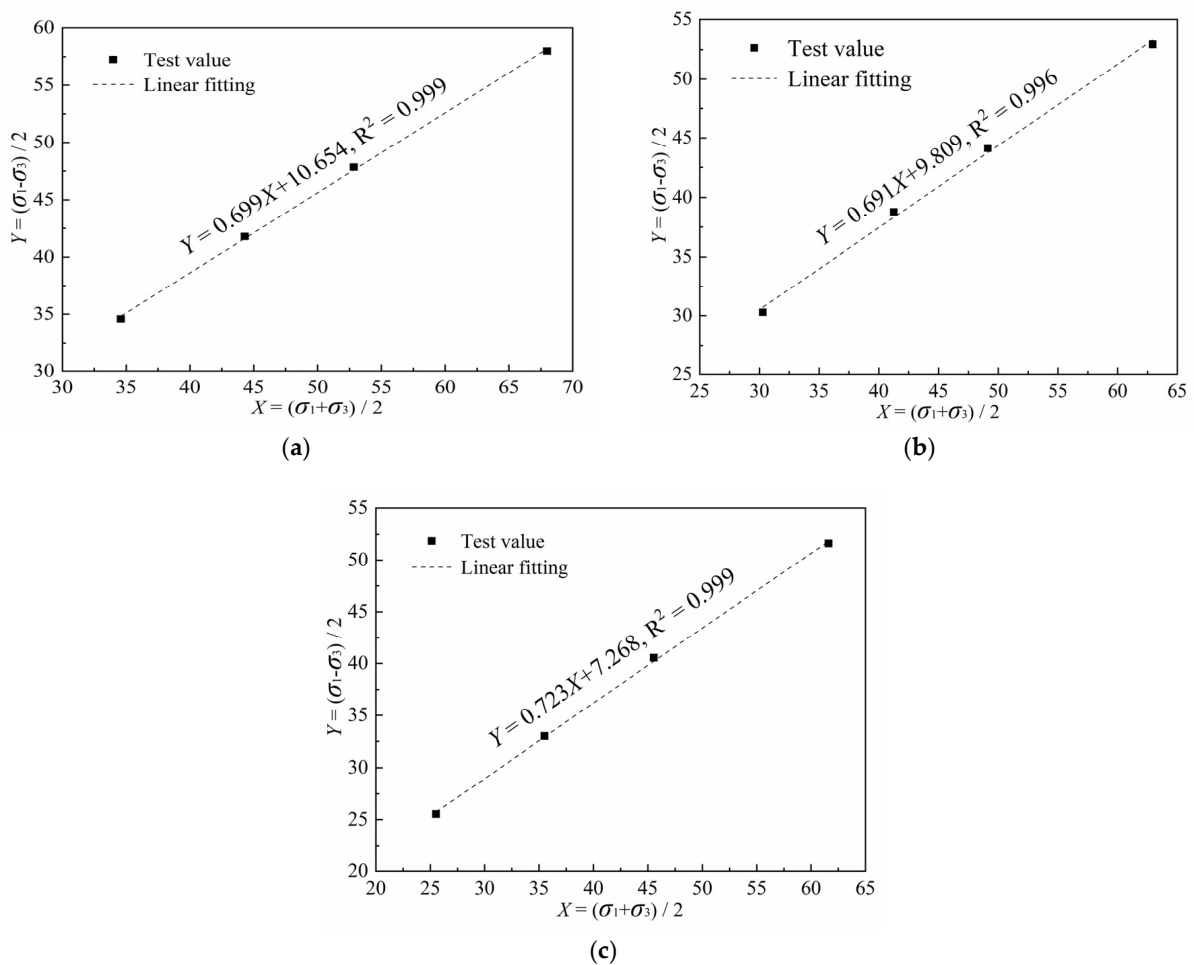 60
55
50
45
40
35
30
30 35 40 45 50 55 60 65 70
Y = (σ1-σ3) / 2
X = (σ1+σ3) / 2
Test value
Linear fitting
Y = 0.699X+10.654, R² = 0.999
(a)
55
50
45
40
35
30
25
25 30 35 40 45 50 55 60 65
Y = (σ1-σ3) / 2
X = (σ1+σ3) / 2
Test value
Linear fitting
Y = 0.691X+9.809, R² = 0.996
(b)
55
50
45
40
35
30
25
20
20 25 30 35 40 45 50 55 60 65
Y = (σ1-σ3) / 2
X = (σ1+σ3) / 2
Test value
Linear fitting
Y = 0.723X+7.268, R² = 0.999
(c)